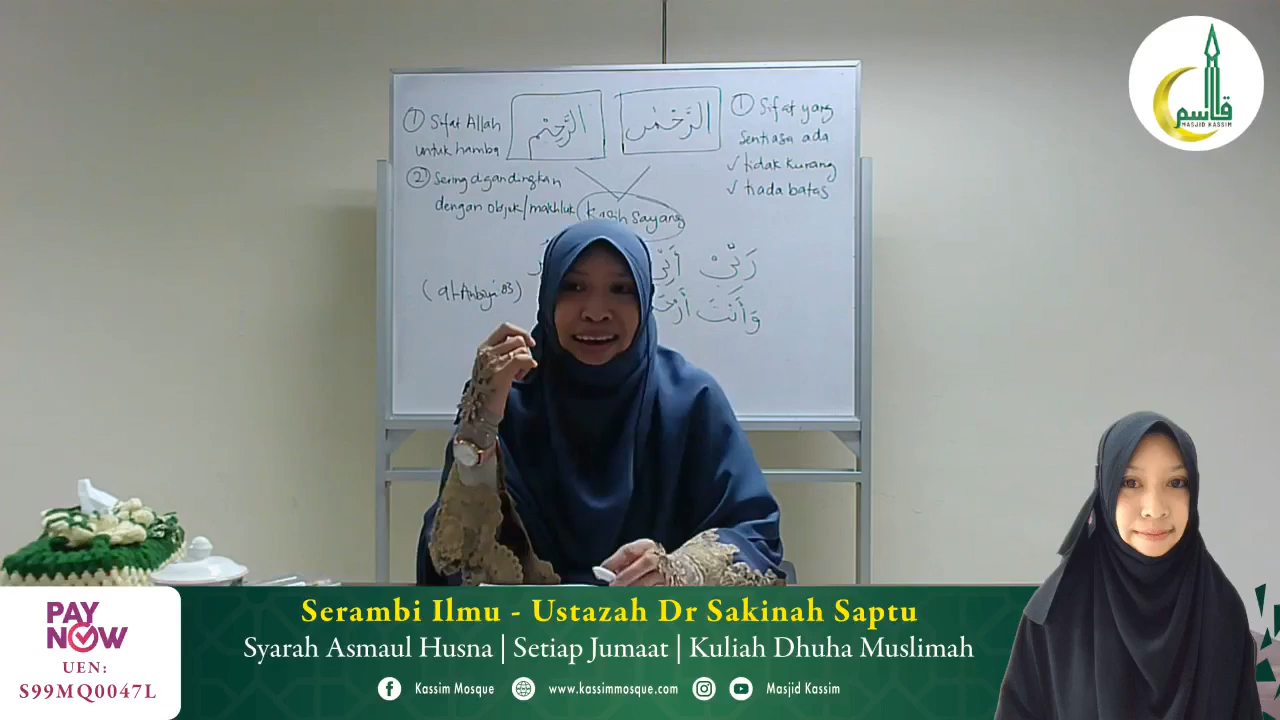 ① Sifat Allah
untuk hamba
② Sering digandingkan
dengan objek/makhluk
الرَّحِيْم
الرَّحْمٰن
① Sifat yang
sentiasa ada
✓ tidak kurang
✓ tiada batas
Kasih Sayang
رَبِّيْ أَنِّيْ
وَأَنْتَ أَرْحَ
(al-Anbiya: 83)
قاسم
MASJID KASSIM
PAY
NOW
UEN:
S99MQ0047L
Serambi Ilmu - Ustazah Dr Sakinah Saptu
Syarah Asmaul Husna | Setiap Jumaat | Kuliah Dhuha Muslimah
Kassim Mosque www.kassimmosque.com Masjid Kassim